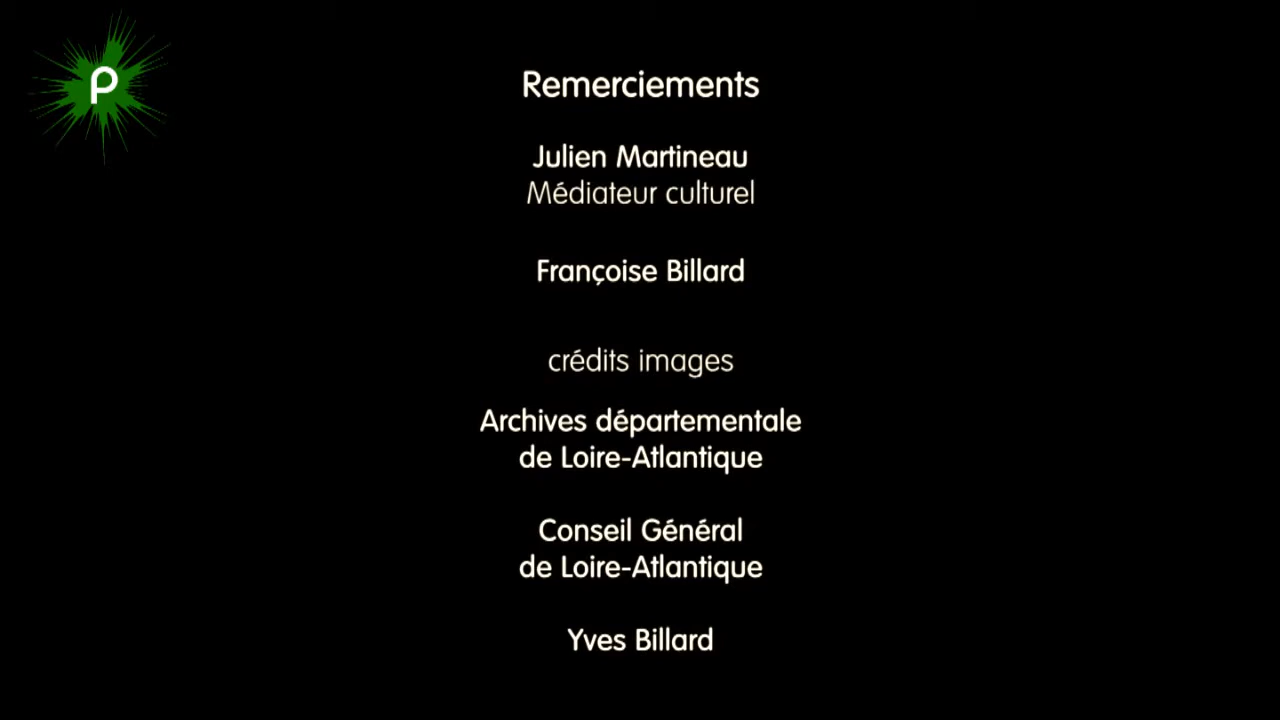 P
Remerciements
Julien Martineau
Médiateur culturel
Françoise Billard
crédits images
Archives départementale
de Loire-Atlantique
Conseil Général
de Loire-Atlantique
Yves Billard